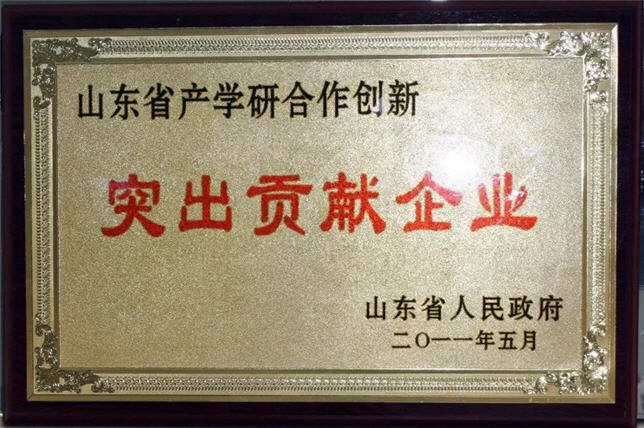 山东省产学研合作创新
突出贡献企业
山东省人民政府
二〇一一年五月